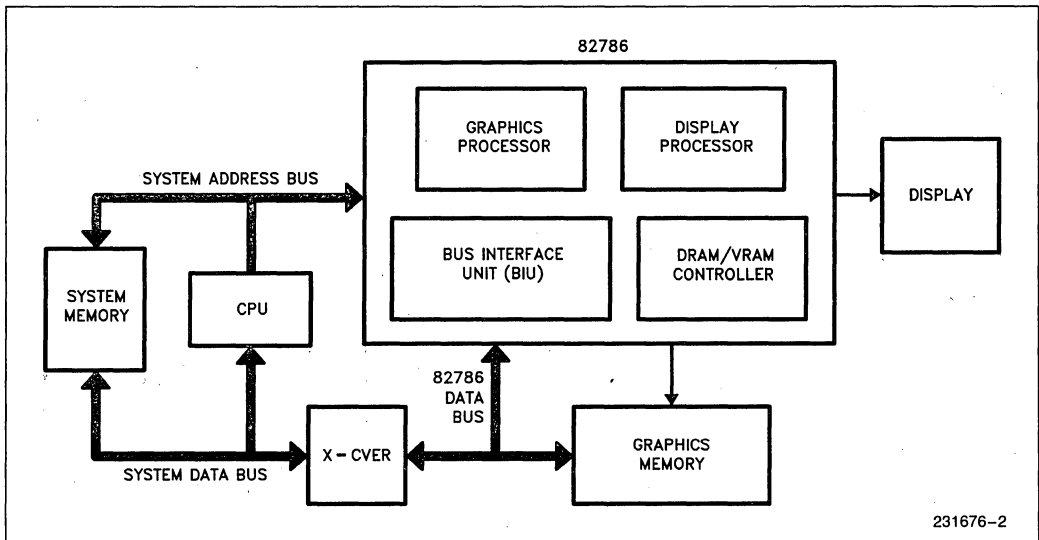 82786
GRAPHICS
PROCESSOR
DISPLAY
PROCESSOR
SYSTEM ADDRESS BUS
DISPLAY
BUS INTERFACE
UNIT (BIU)
DRAM/VRAM
CONTROLLER
SYSTEM
MEMORY
CPU
82786
DATA
BUS
X-CVER
GRAPHICS
MEMORY
SYSTEM DATA BUS
231676-2